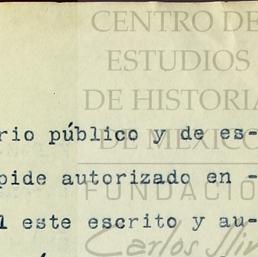 CENTRO DE
ESTUDIOS
DE HISTORIA
DE MEXICO
FUNDACIÓN
Carlos Slim
rio público y de es-
pide autorizado en -
l este escrito y au-